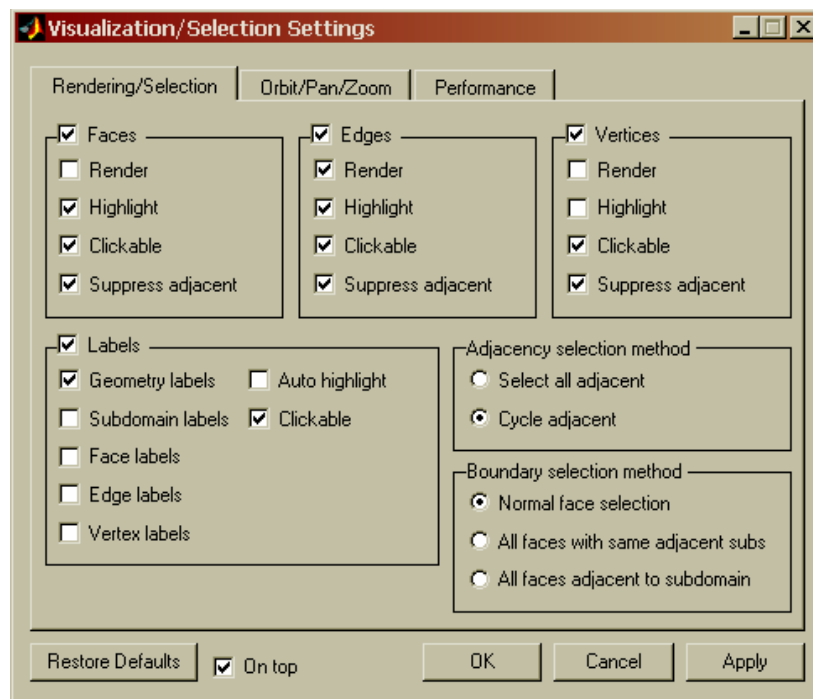 Visualization/Selection Settings
Rendering/Selection
Orbit/Pan/Zoom
Performance
Faces
Render
Highlight
Clickable
Suppress adjacent
Edges
Render
Highlight
Clickable
Suppress adjacent
Vertices
Render
Highlight
Clickable
Suppress adjacent
Labels
Geometry labels
Auto highlight
Subdomain labels
Clickable
Face labels
Edge labels
Vertex labels
Adjacency selection method
Select all adjacent
Cycle adjacent
Boundary selection method
Normal face selection
All faces with same adjacent subs
All faces adjacent to subdomain
Restore Defaults
On top
OK
Cancel
Apply